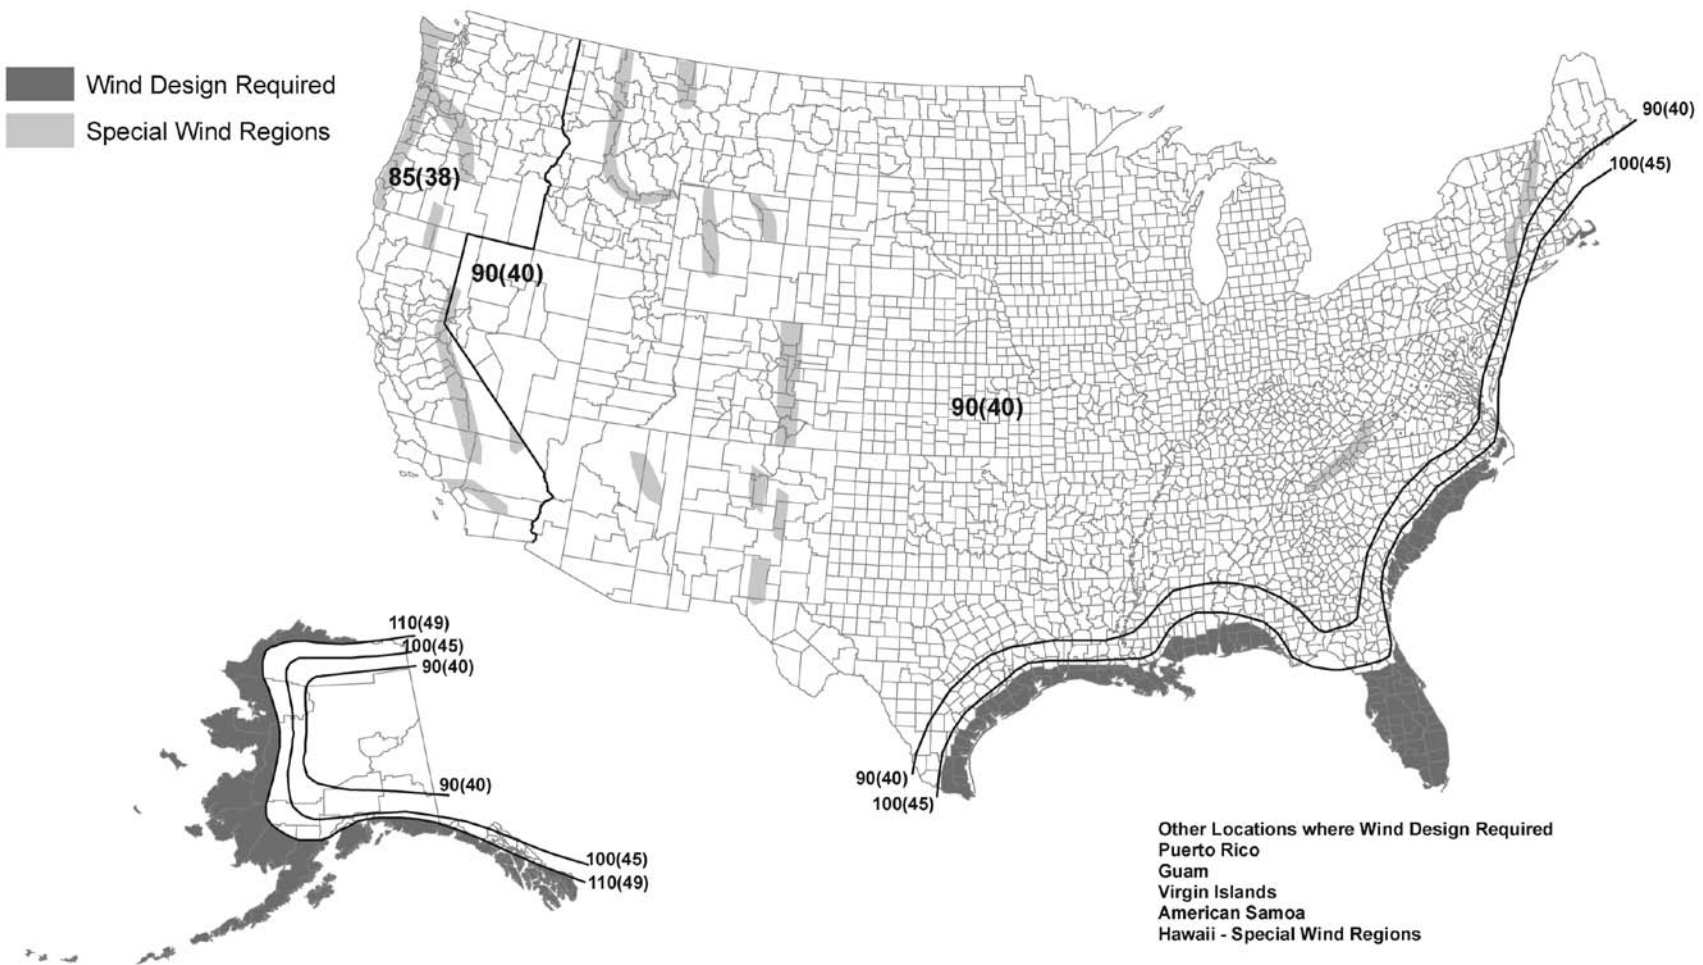 Wind Design Required
Special Wind Regions
90(40)
100(45)
85(38)
90(40)
90(40)
90(40)
100(45)
110(49)
100(45)
90(40)
90(40)
100(45)
110(49)
Other Locations where Wind Design Required
Puerto Rico
Guam
Virgin Islands
American Samoa
Hawaii - Special Wind Regions